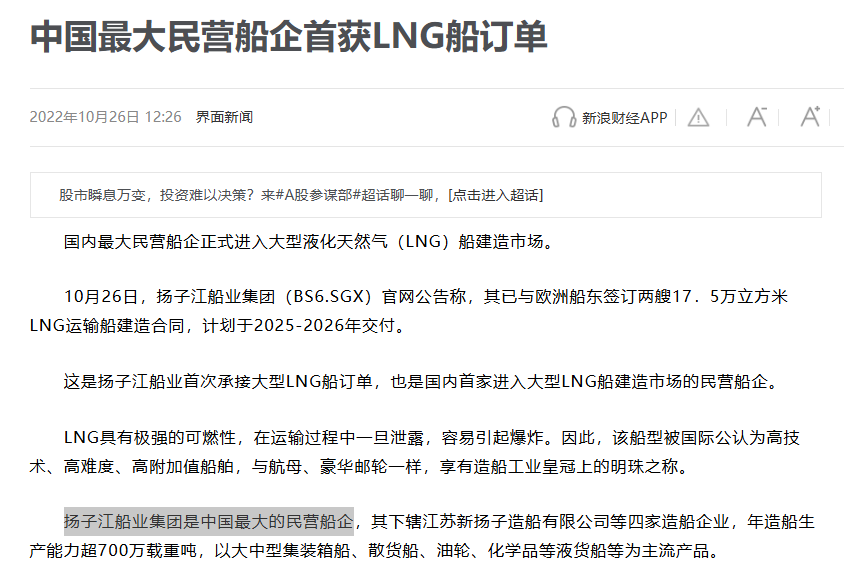 中国最大民营船企首获LNG船订单
2022年10月26日 12:26 界面新闻 新浪财经APP A- A+
股市瞬息万变，投资难以决策？来#A股参谋部#超话聊一聊，[点击进入超话]
国内最大民营船企正式进入大型液化天然气（LNG）船建造市场。
10月26日，扬子江船业集团（BS6.SGX）官网公告称，其已与欧洲船东签订两艘17．5万立方米
LNG运输船建造合同，计划于2025-2026年交付。
这是扬子江船业首次承接大型LNG船订单，也是国内首家进入大型LNG船建造市场的民营船企。
LNG具有极强的可燃性，在运输过程中一旦泄露，容易引起爆炸。因此，该船型被国际公认为高技
术、高难度、高附加值船舶，与航母、豪华邮轮一样，享有造船工业皇冠上的明珠之称。
扬子江船业集团是中国最大的民营船企，其下辖江苏新扬子造船有限公司等四家造船企业，年造船生
产能力超700万载重吨，以大中型集装箱船、散货船、油轮、化学品等液货船等为主流产品。